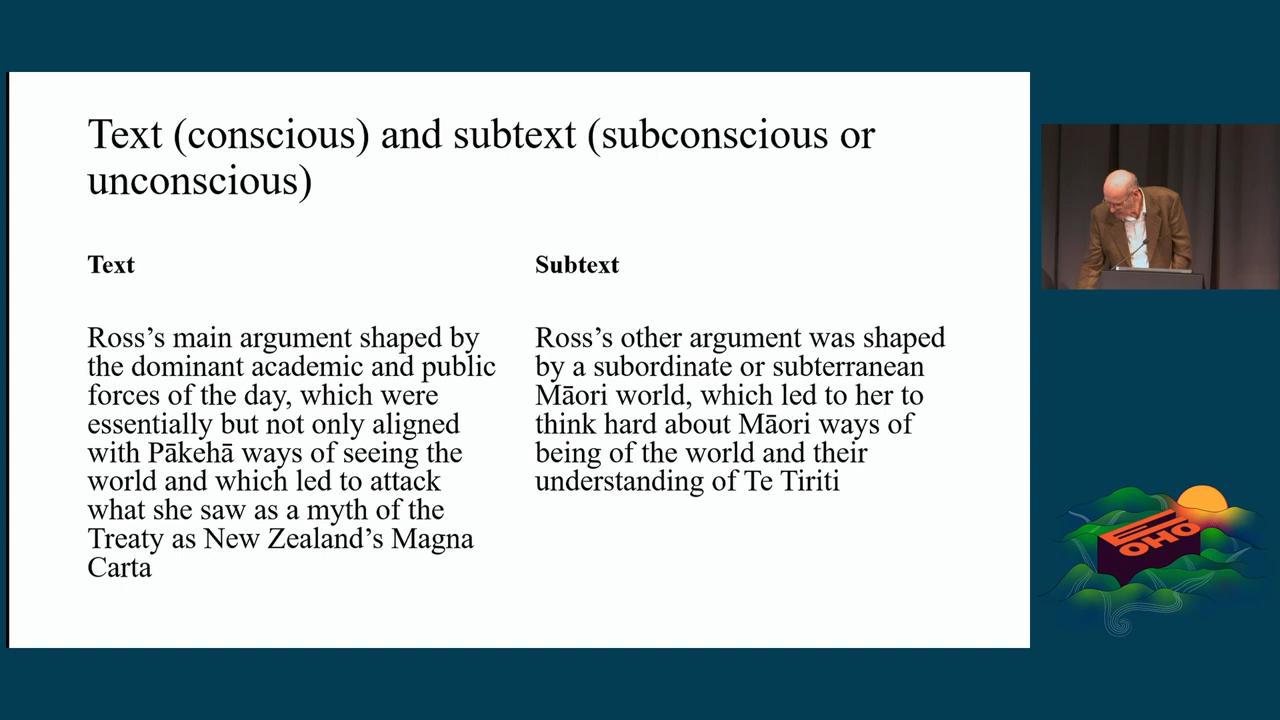 Text (conscious) and subtext (subconscious or
unconscious)
Text
Ross’s main argument shaped by
the dominant academic and public
forces of the day, which were
essentially but not only aligned
with Pākehā ways of seeing the
world and which led to attack
what she saw as a myth of the
Treaty as New Zealand’s Magna
Carta
Subtext
Ross’s other argument was shaped
by a subordinate or subterranean
Māori world, which led to her to
think hard about Māori ways of
being of the world and their
understanding of Te Tiriti
E
OHO